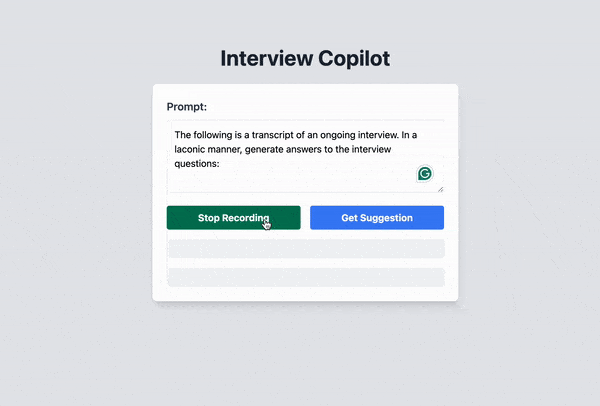 Interview Copilot
Prompt:
The following is a transcript of an ongoing interview. In a
laconic manner, generate answers to the interview
questions:
Stop Recording
Get Suggestion